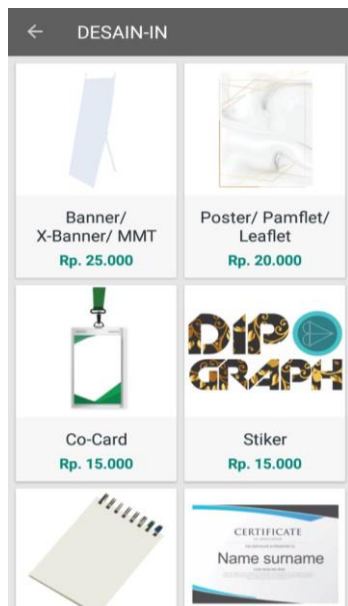 DESAIN-IN
Banner/
X-Banner/ MMT
Rp. 25.000
Poster/ Pamflet/
Leaflet
Rp. 20.000
DIPO
GRAPH
Co-Card
Rp. 15.000
Stiker
Rp. 15.000
CERTIFICATE
Name surname